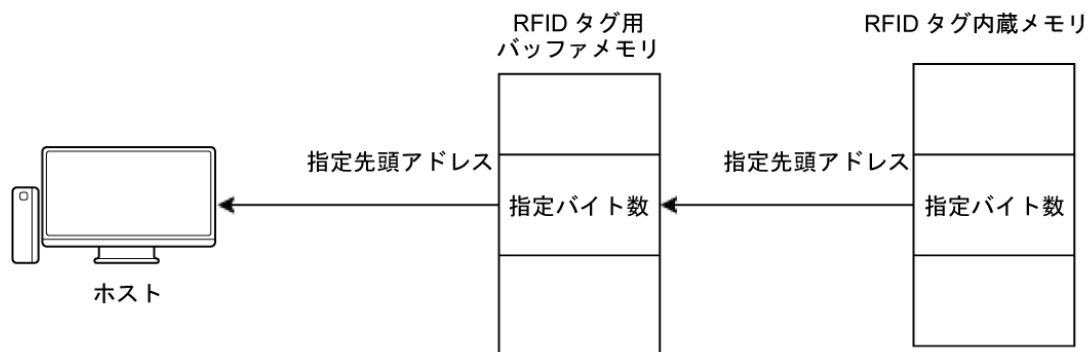 RFID タグ用
バッファメモリ
RFID タグ内蔵メモリ
指定先頭アドレス
指定先頭アドレス
指定バイト数
指定バイト数
ホスト